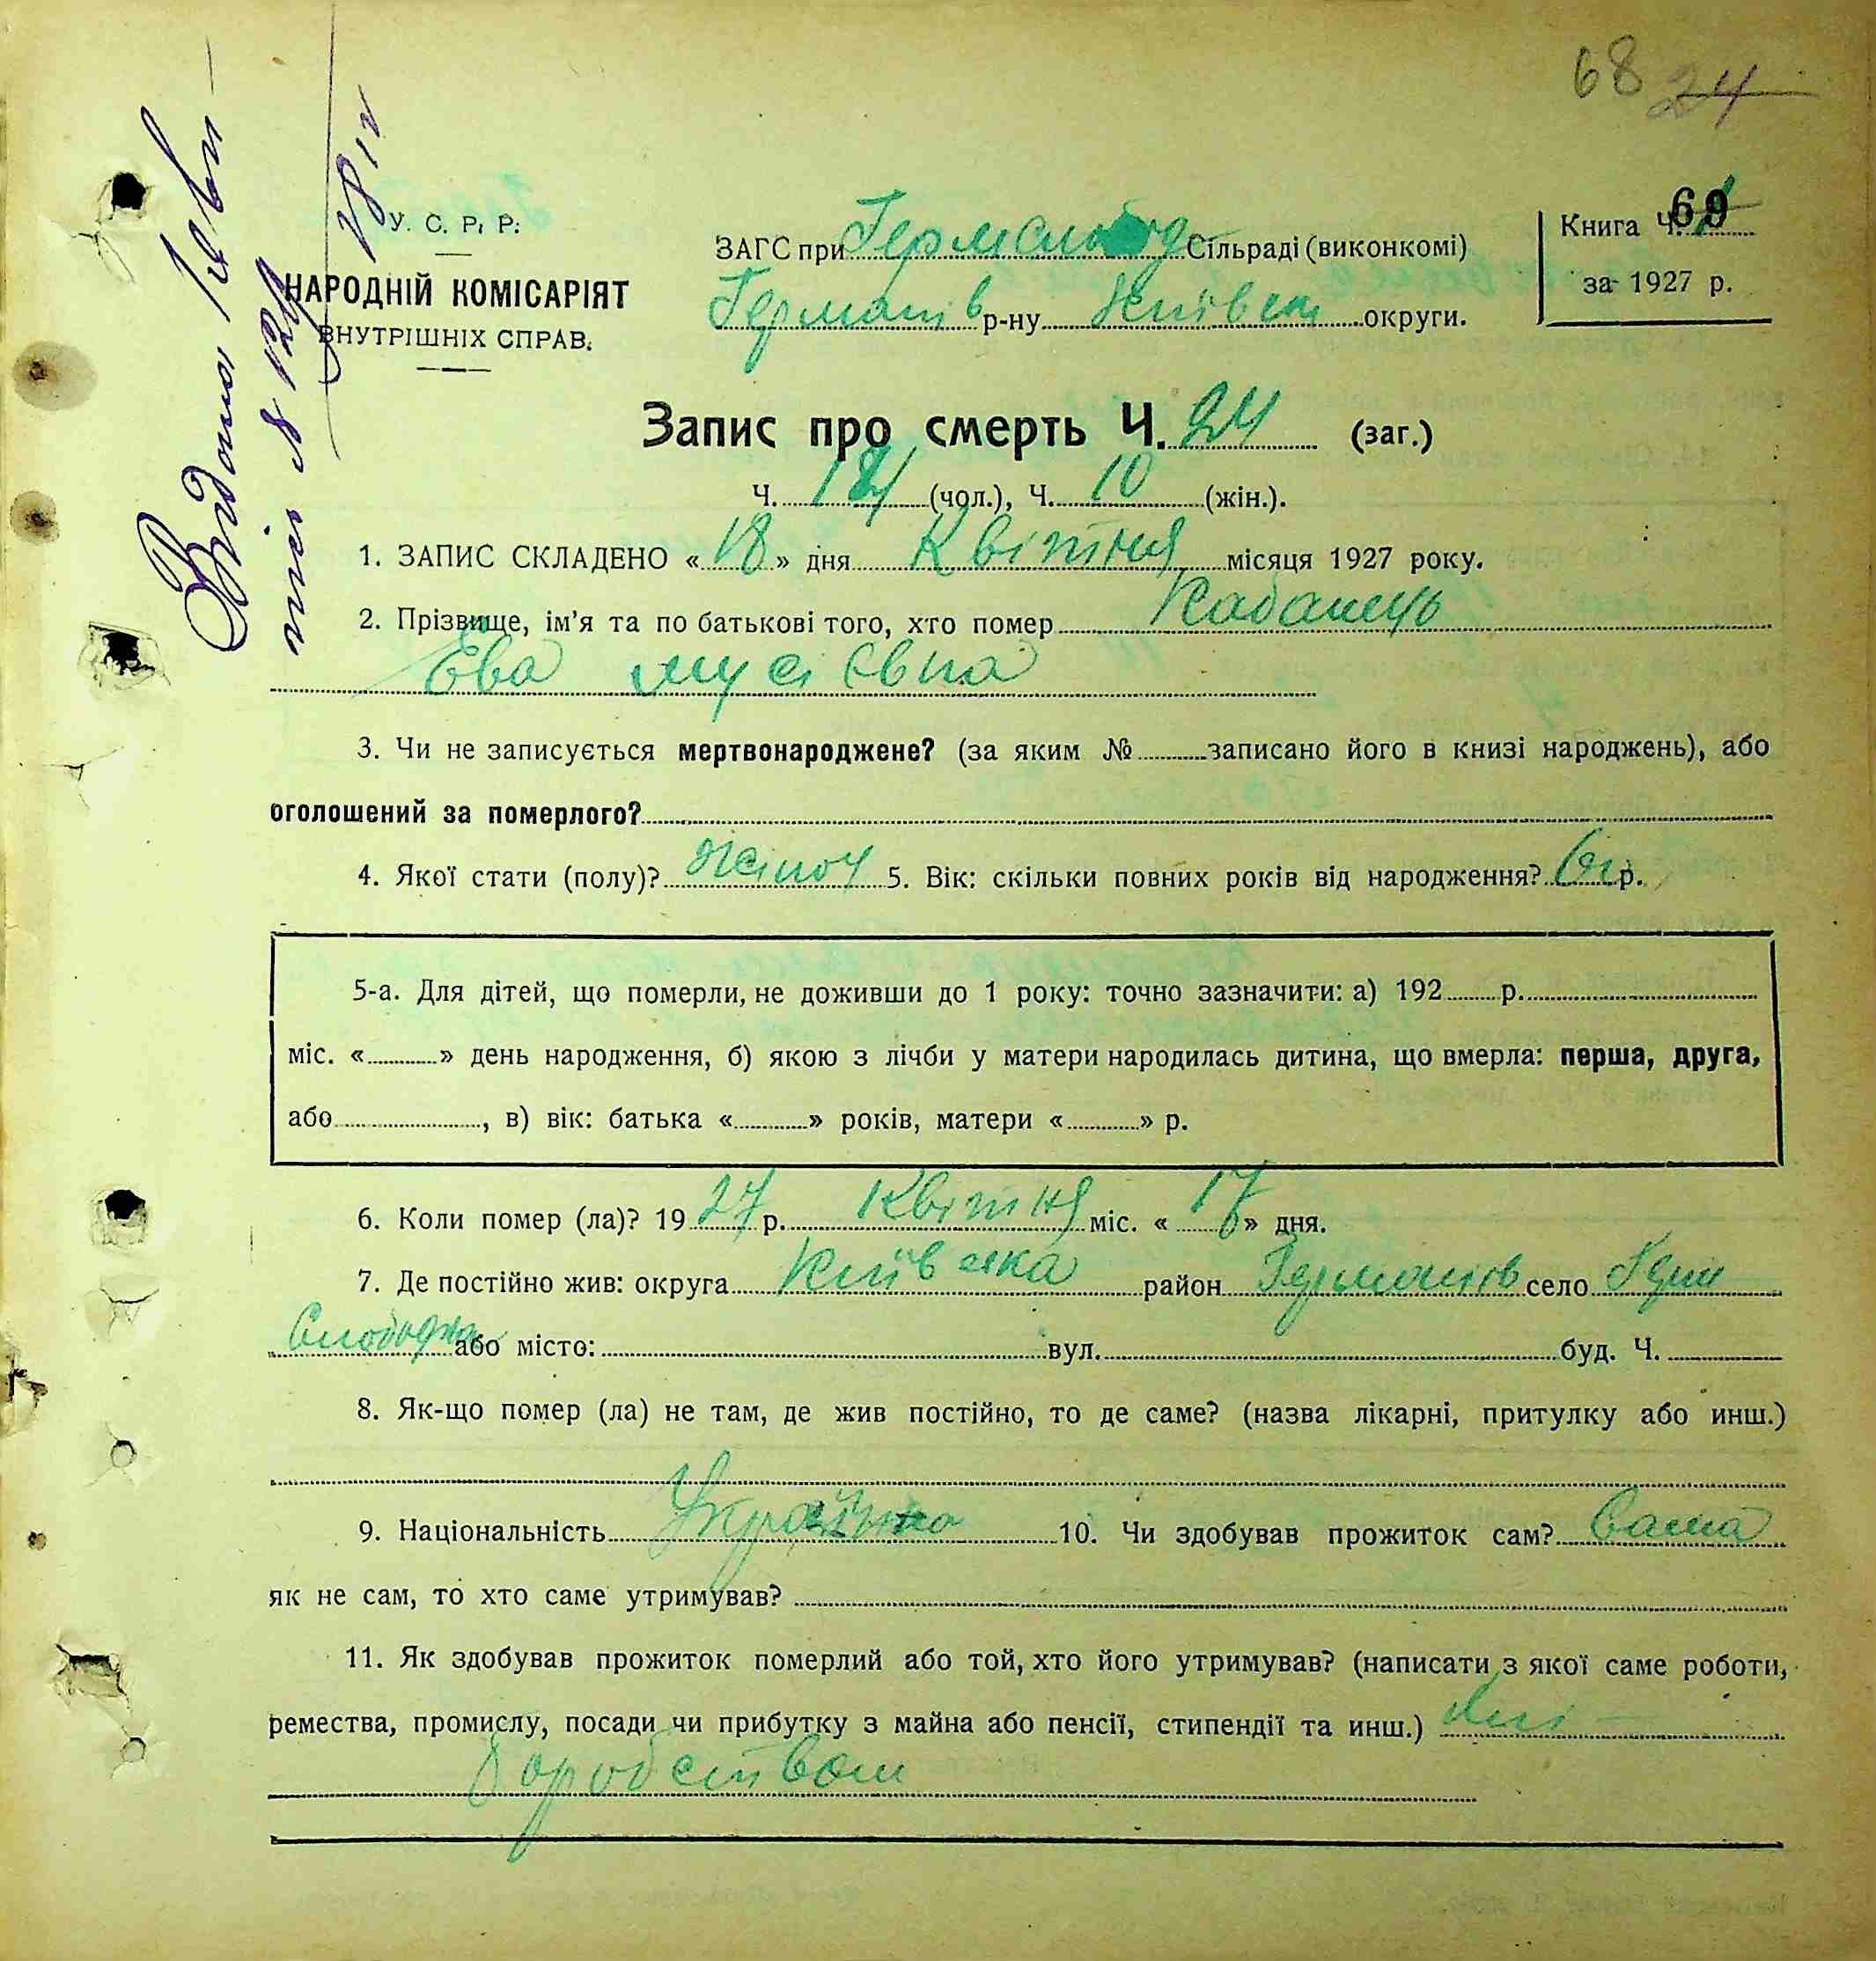 68 24
У. С. Р. Р.
НАРОДНІЙ КОМІСАРІЯТ
ВНУТРІШНІХ СПРАВ.
ЗАГС при Гермслобод Сільраді (виконкомі)
Германів р-ну Київськ округи.
Книга Ч. 69
за 1927 р.
Запис про смерть Ч. 24 (заг.)
Ч. 14 (чол.), Ч. 10 (жін.).
1. ЗАПИС СКЛАДЕНО «18» дня Квітня місяця 1927 року.
2. Прізвище, ім'я та по батькові того, хто помер Кабанець
Ева мусієвна
3. Чи не записується мертвонароджене? (за яким № записано його в книзі народжень), або
оголошений за померлого?
4. Якої стати (полу)? жіноч 5. Вік: скільки повних років від народження? р.
5-а. Для дітей, що померли, не доживши до 1 року: точно зазначити: а) 192 р.
міс. « » день народження, б) якою з лічби у матери народилась дитина, що вмерла: перша, друга,
або , в) вік: батька « » років, матери « » р.
6. Коли помер (ла)? 1927 р. Квітня міс. «17» дня.
7. Де постійно жив: округа Київська район Германів село Герм
Слободка або місто: вул. буд. Ч.
8. Як-що помер (ла) не там, де жив постійно, то де саме? (назва лікарні, притулку або инш.)
9. Національність Українка 10. Чи здобував прожиток сам? Сама
як не сам, то хто саме утримував?
11. Як здобував прожиток померлий або той, хто його утримував? (написати з якої саме роботи,
ремества, промислу, посади чи прибутку з майна або пенсії, стипендії та инш.) хлі-
боробством